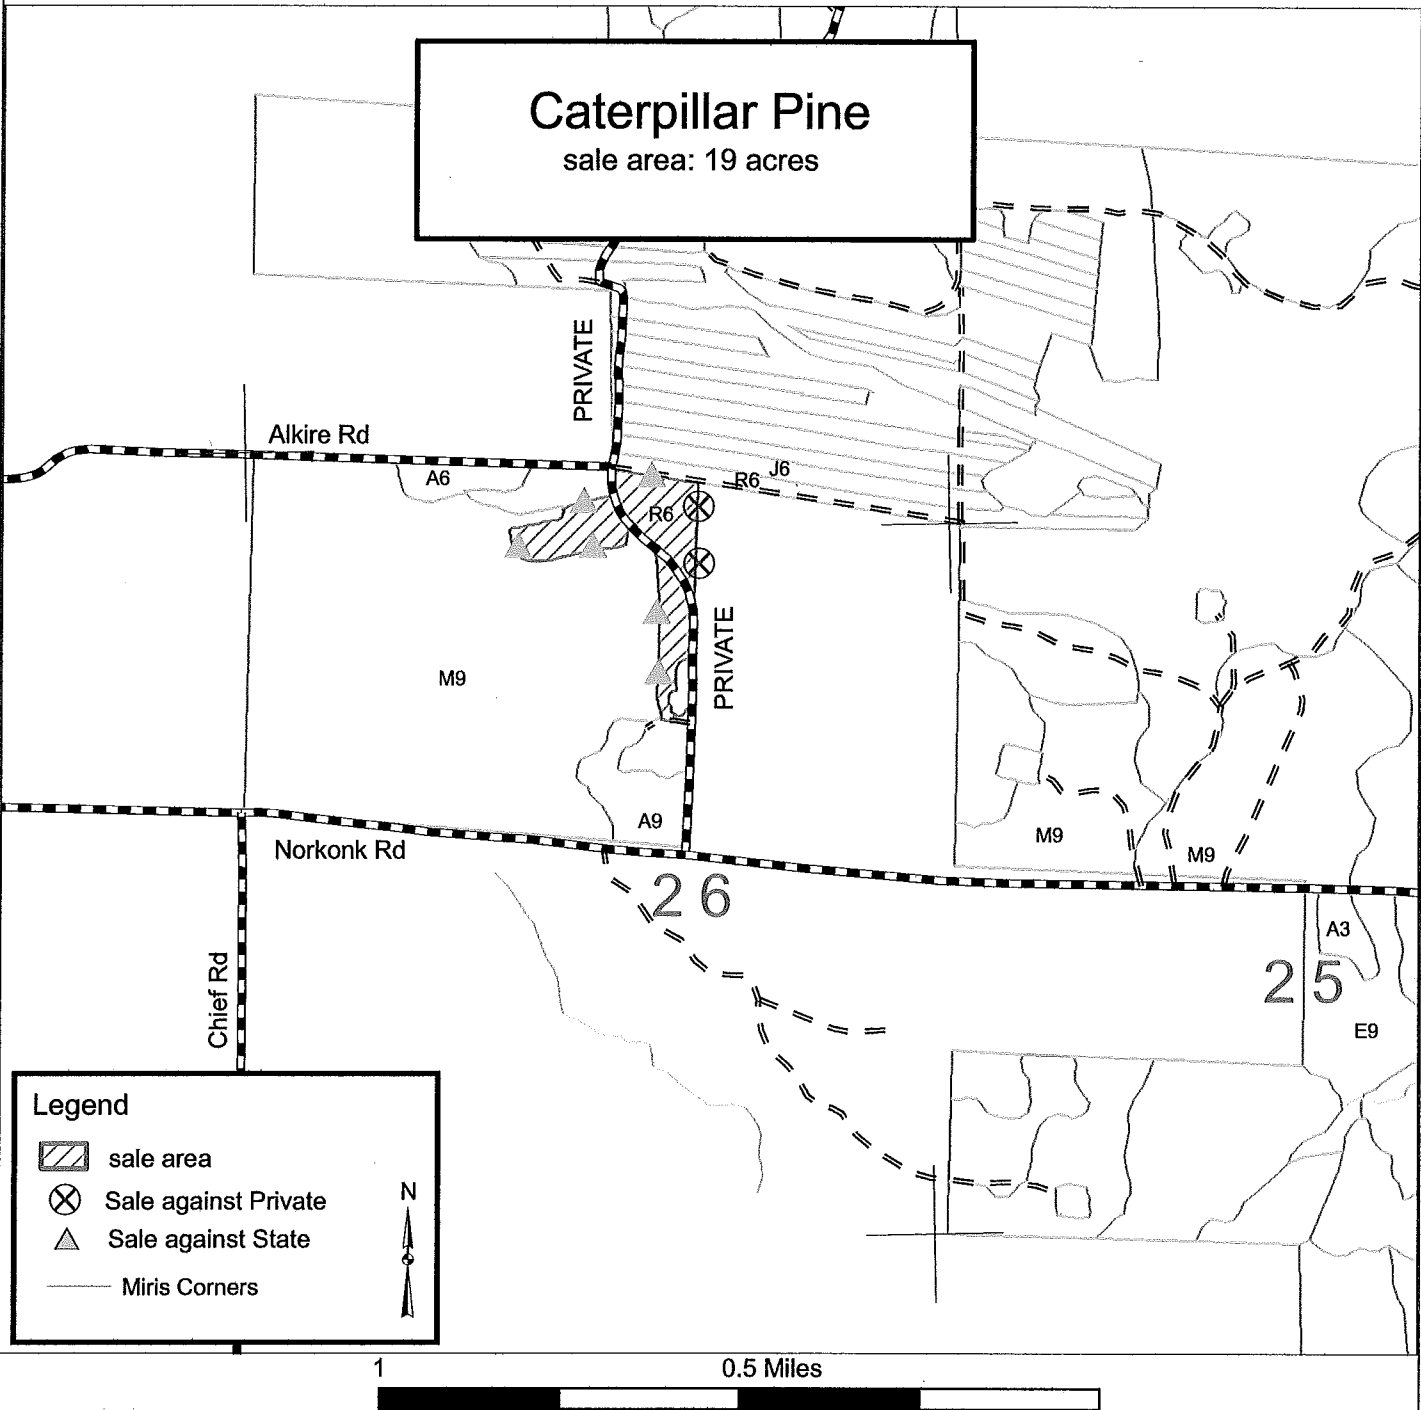 Caterpillar Pine
sale area: 19 acres
PRIVATE
Alkire Rd
A6
J6
R6
R6
PRIVATE
M9
A9
M9
M9
Norkonk Rd
26
A3
25
E9
Chief Rd
Legend
sale area
Sale against Private
Sale against State
Miris Corners
N
1
0.5 Miles